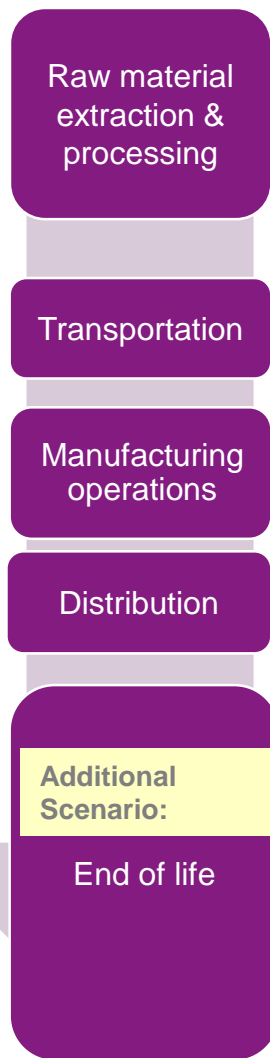 Raw material
extraction &
processing
Transportation
Manufacturing
operations
Distribution
Additional
Scenario:
End of life